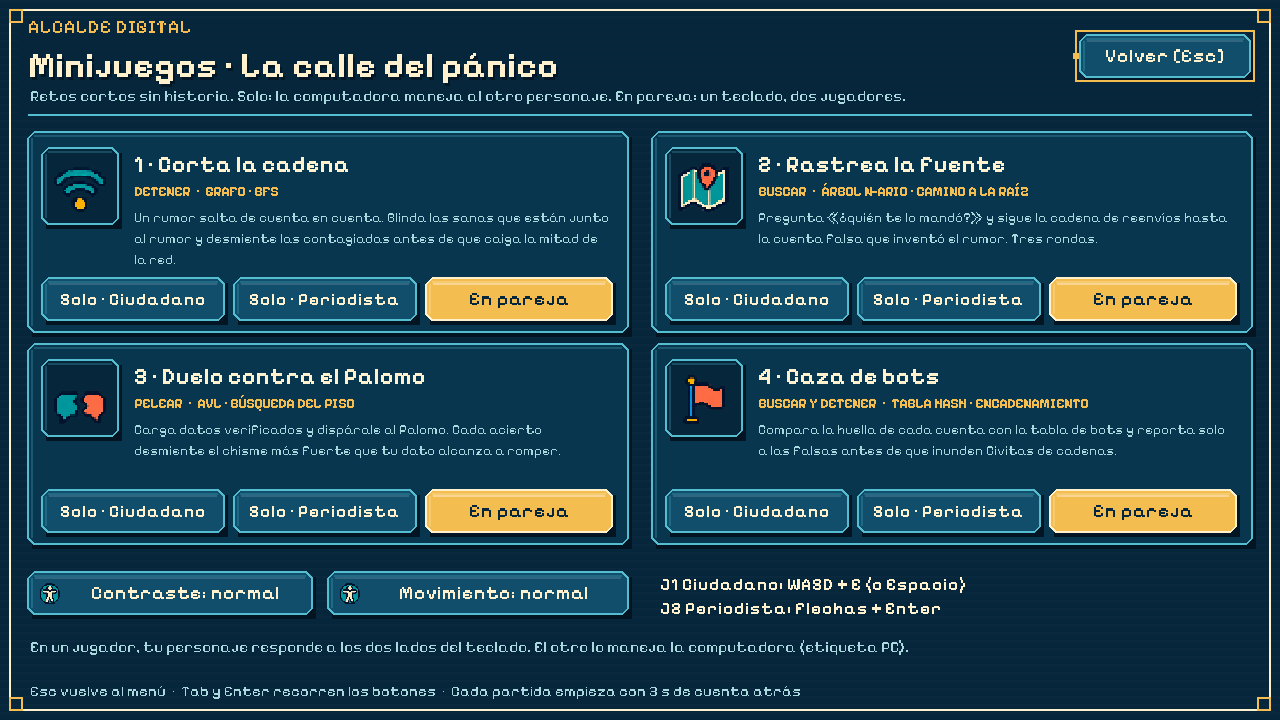 ALCALDE DIGITAL
Minijuegos · La calle del pánico
Volver (Esc)
Retos cortos sin historia. Solo: la computadora maneja al otro personaje. En pareja: un teclado, dos jugadores.
1 · Corta la cadena
DETENER · GRAFO · BFS
Un rumor salta de cuenta en cuenta. Blinda las sanas que están junto
al rumor y desmiente las contagiadas antes de que caiga la mitad de
la red.
Solo · Ciudadano
Solo · Periodista
En pareja
2 · Rastrea la fuente
BUSCAR · ÁRBOL N-ARIO · CAMINO A LA RAÍZ
Pregunta «¿quién te lo mandó?» y sigue la cadena de reenvíos hasta
la cuenta falsa que inventó el rumor. Tres rondas.
Solo · Ciudadano
Solo · Periodista
En pareja
3 · Duelo contra el Palomo
PELEAR · AVL · BÚSQUEDA DEL PISO
Carga datos verificados y dispárale al Palomo. Cada acierto
desmiente el chisme más fuerte que tu dato alcanza a romper.
Solo · Ciudadano
Solo · Periodista
En pareja
4 · Caza de bots
BUSCAR Y DETENER · TABLA HASH · ENCADENAMIENTO
Compara la huella de cada cuenta con la tabla de bots y reporta solo
a las falsas antes de que inunden Civitas de cadenas.
Solo · Ciudadano
Solo · Periodista
En pareja
Contraste: normal
Movimiento: normal
J1 Ciudadano: WASD + E (o Espacio)
J2 Periodista: Flechas + Enter
En un jugador, tu personaje responde a los dos lados del teclado. El otro lo maneja la computadora (etiqueta PC).
Esc vuelve al menú · Tab y Enter recorren los botones · Cada partida empieza con 3 s de cuenta atrás